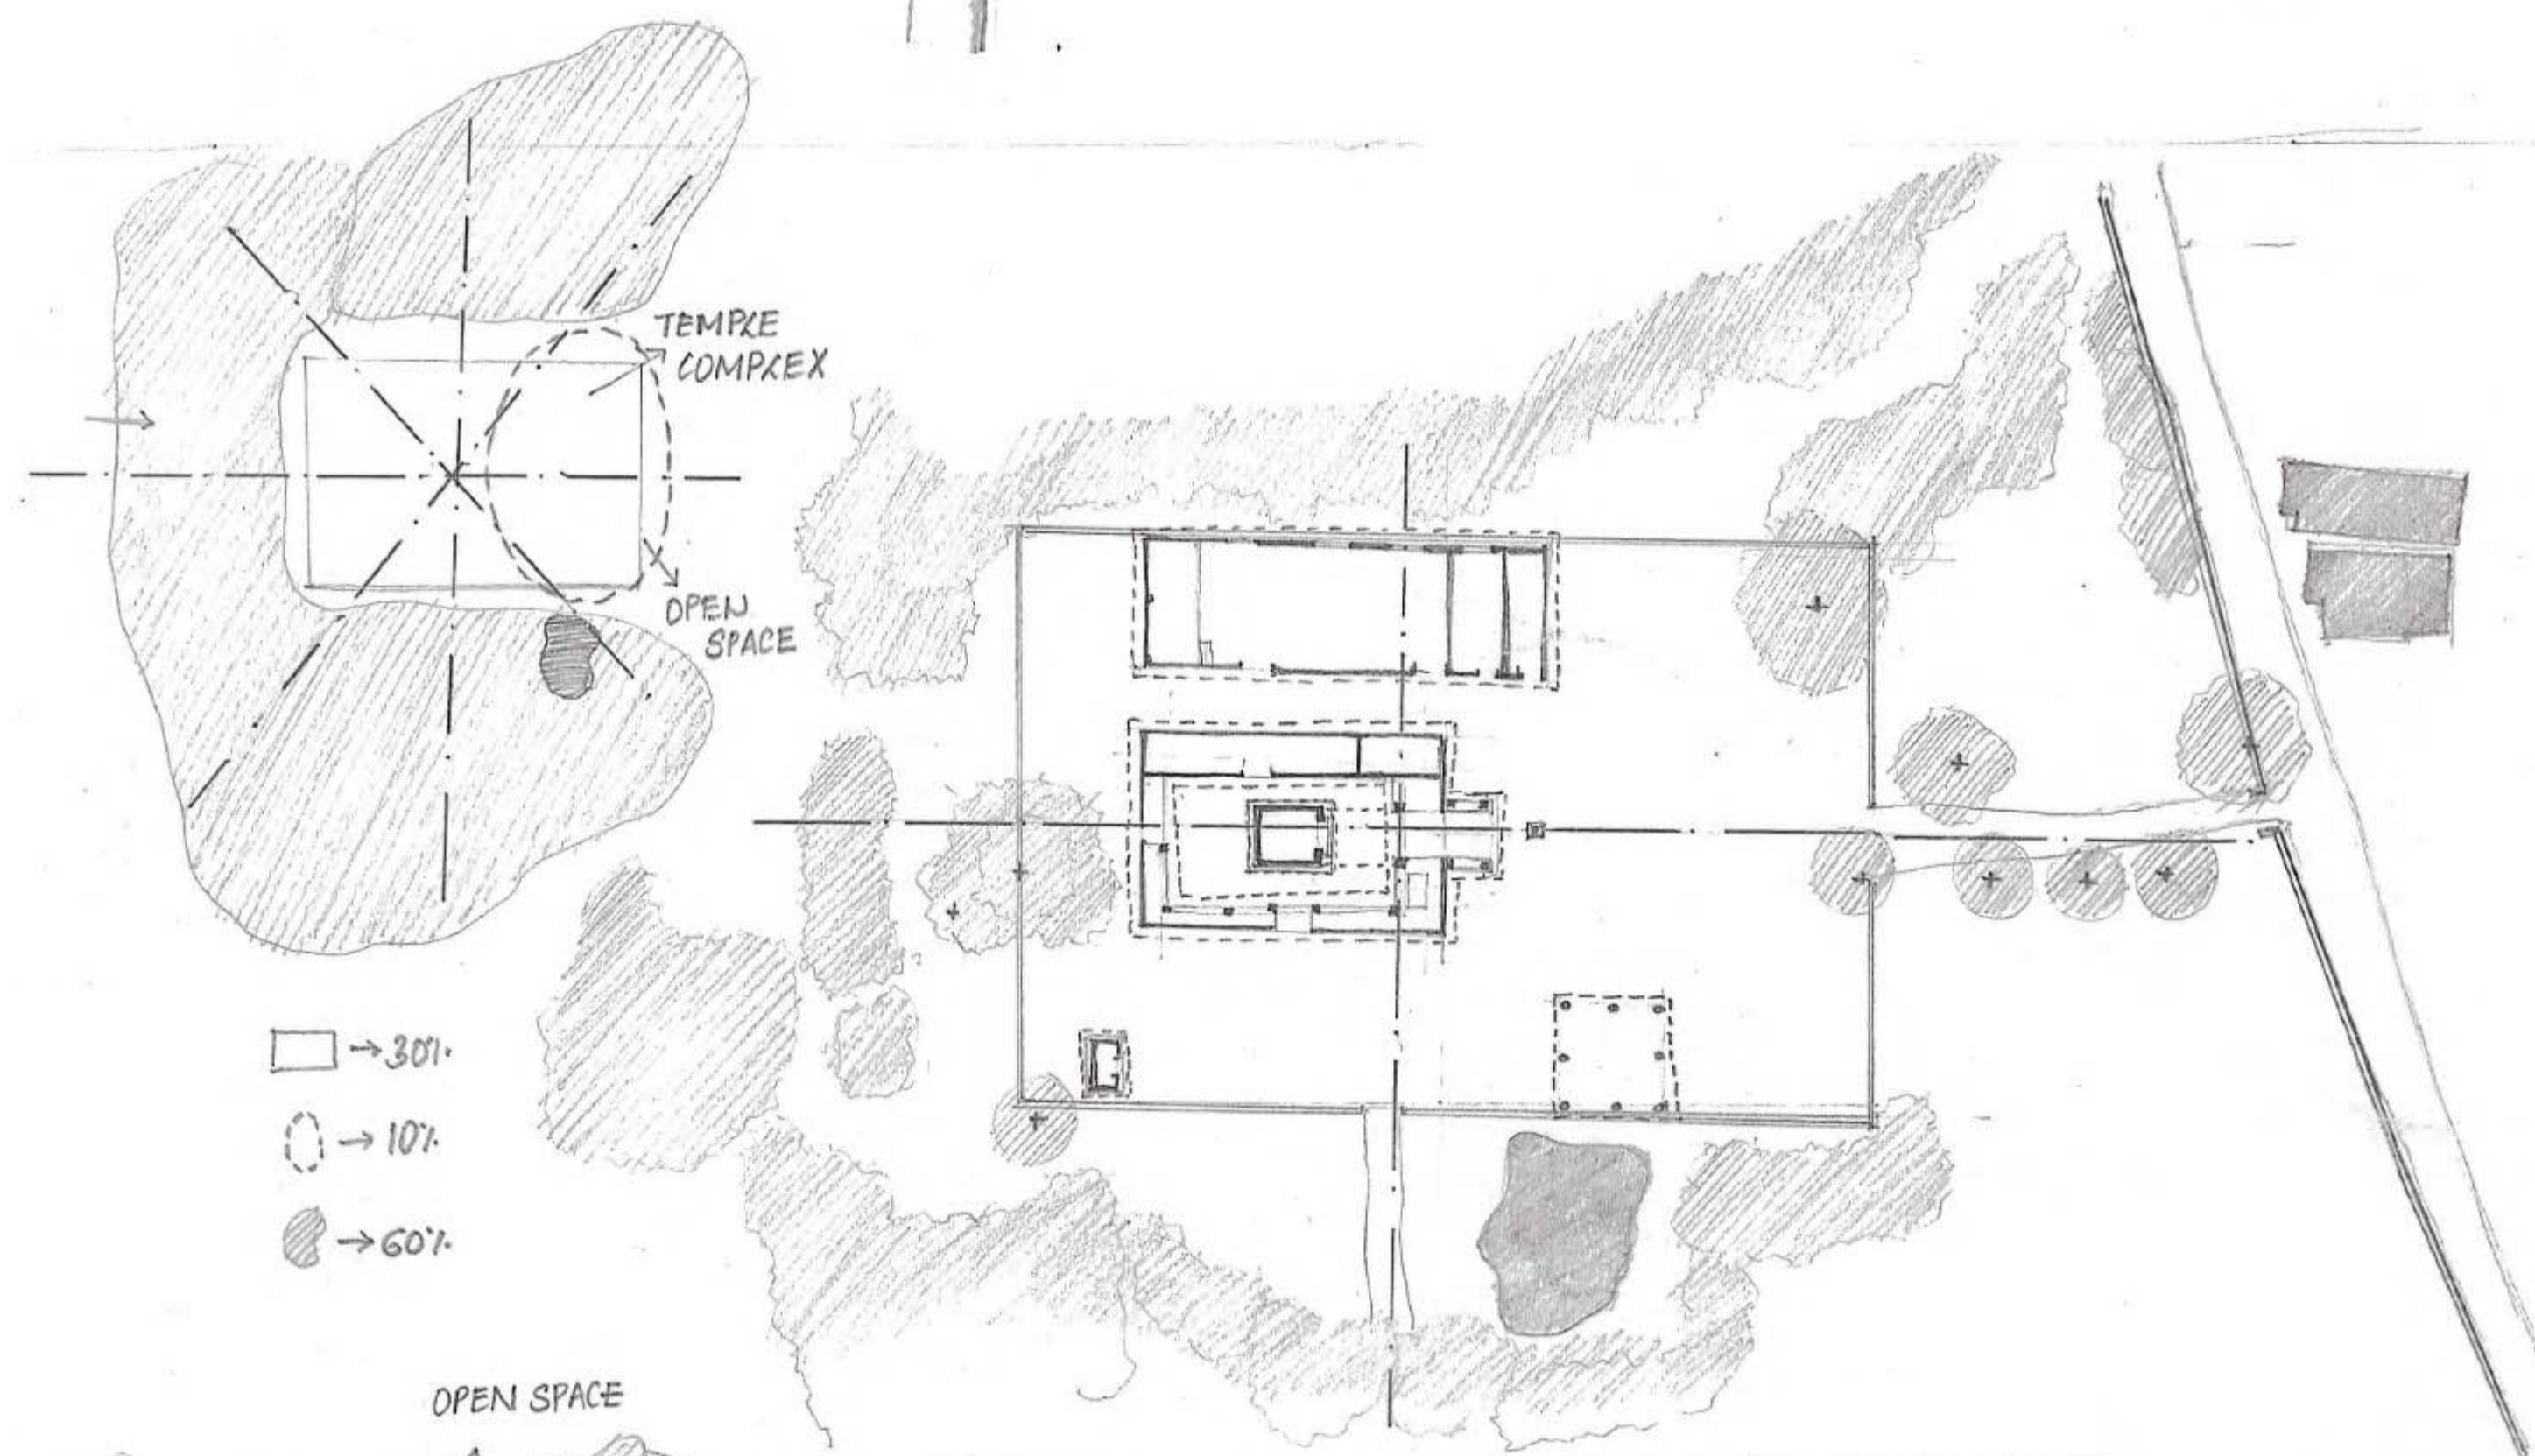 TEMPLE
COMPLEX
OPEN
SPACE
→ 30%
→ 10%
→ 60%
OPEN SPACE